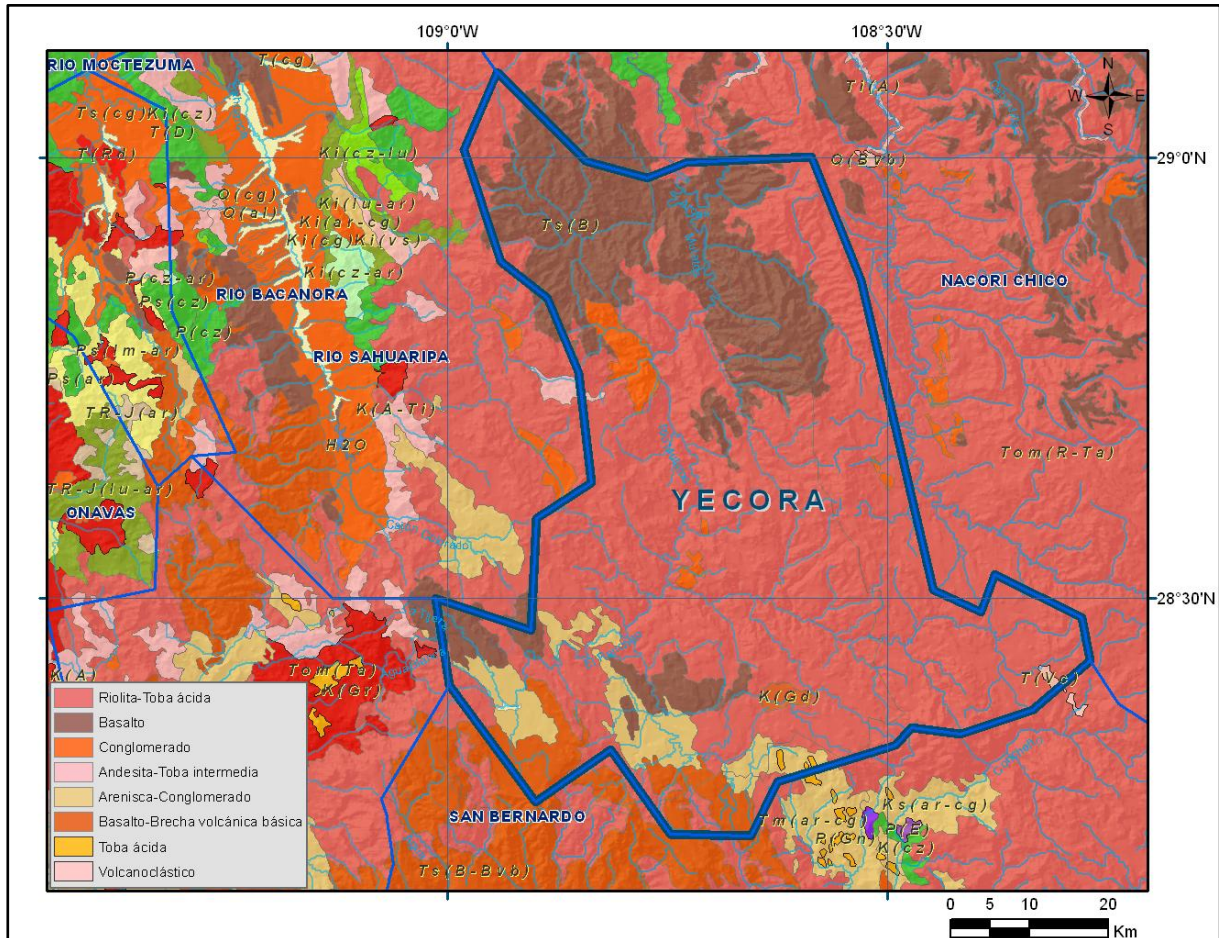 109°0'W
108°30'W
RIO MOCTEZUMA
T(cg)
Ti(A)
N
W
E
S
Ts(cg)
Ki(cz)
T(D)
T(Rd)
Ki(cz-lu)
Q(Bvb)
29°0'N
29°0'N
Q(cg)
Q(al)
Ki(lu-ar)
Ki(ar-cg)
Ki(cg)
Ki(vs)
Ts(B)
P(cz-ar)
Ki(cz-ar)
NACORI CHICO
Ps(cz)
RIO BACANORA
P(cz)
Ps(lm-ar)
RIO SAHUARIPA
Ps(ar)
TR-J(ar)
K(A-Ti)
H2O
Tom(R-Ta)
TR-J(lu-ar)
YECORA
ONAVAS
28°30'N
28°30'N
K(A)
Tom(Ta)
K(Gr)
T(Vc)
K(Gd)
Riolita-Toba ácida
Basalto
Conglomerado
Andesita-Toba intermedia
Arenisca-Conglomerado
Basalto-Brecha volcánica básica
Toba ácida
Volcanoclástico
SAN BERNARDO
Ks(ar-cg)
Tm(ar-cg)
P(E)
P(Gn)
K(cz)
Ts(B-Bvb)
0 5 10 20
Km